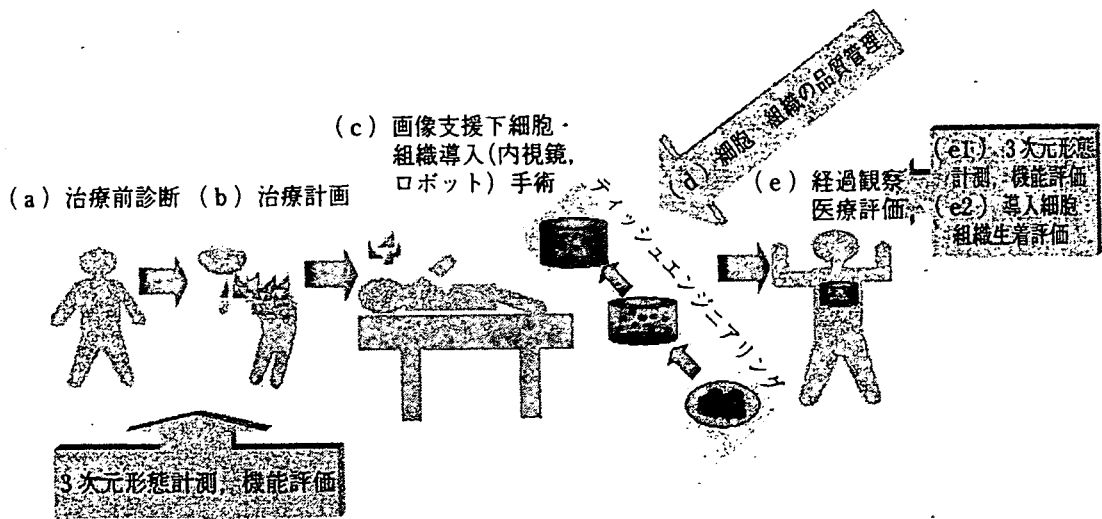 (a) 治療前診断
(b) 治療計画
(c) 画像支援下細胞・
組織導入(内視鏡,
ロボット) 手術
ティッシュエンジニアリング
(d) 細胞 組織の品質管理
(e) 経過観察
医療評価
(e1) 3次元形態
計測, 機能評価
(e2) 導入細胞
組織生着評価
3次元形態計測, 機能評価